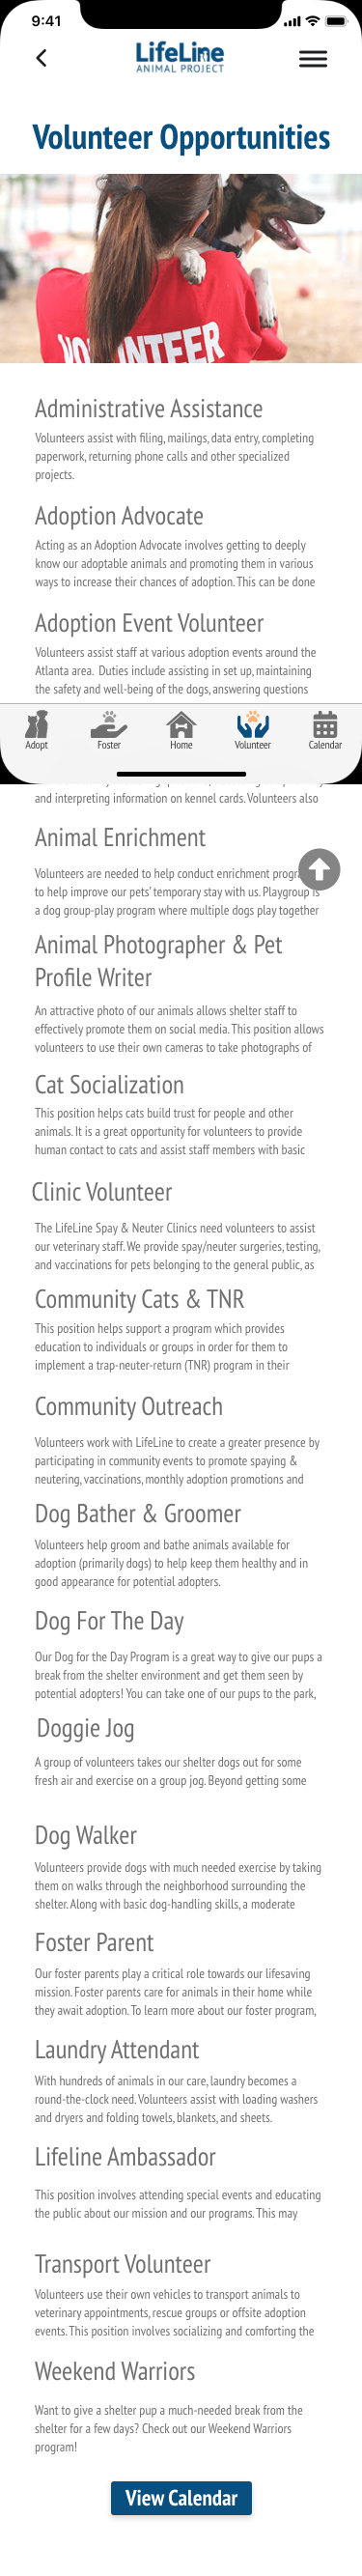 9:41
LifeLine
ANIMAL PROJECT
Volunteer Opportunities
Administrative Assistance
Volunteers assist with filing, mailings, data entry, completing
paperwork, returning phone calls and other specialized
projects.
Adoption Advocate
Acting as an Adoption Advocate involves getting to deeply
know our adoptable animals and promoting them in various
ways to increase their chances of adoption. This can be done
Adoption Event Volunteer
Volunteers assist staff at various adoption events around the
Atlanta area. Duties include assisting in set up, maintaining
the safety and well-being of the dogs, answering questions
Adopt
Foster
Home
Volunteer
Calendar
and interpreting information on kennel cards. Volunteers also
Animal Enrichment
Volunteers are needed to help conduct enrichment
to help improve our pets' temporary stay with us. Playgroup is
a dog group-play program where multiple dogs play together
Animal Photographer & Pet
Profile Writer
An attractive photo of our animals allows shelter staff to
effectively promote them on social media. This position allows
volunteers to use their own cameras to take photographs of
Cat Socialization
This position helps cats build trust for people and other
animals. It is a great opportunity for volunteers to provide
human contact to cats and assist staff members with basic
Clinic Volunteer
The LifeLine Spay & Neuter Clinics need volunteers to assist
our veterinary staff. We provide spay/neuter surgeries, testing,
and vaccinations for pets belonging to the general public, as
Community Cats & TNR
This position helps support a program which provides
education to individuals or groups in order for them to
implement a trap-neuter-return (TNR) program in their
Community Outreach
Volunteers work with LifeLine to create a greater presence by
participating in community events to promote spaying &
neutering, vaccinations, monthly adoption promotions and
Dog Bather & Groomer
Volunteers help groom and bathe animals available for
adoption (primarily dogs) to help keep them healthy and in
good appearance for potential adopters.
Dog For The Day
Our Dog for the Day Program is a great way to give our pups a
break from the shelter environment and get them seen by
potential adopters! You can take one of our pups to the park,
Doggie Jog
A group of volunteers takes our shelter dogs out for some
fresh air and exercise on a group jog. Beyond getting some
Dog Walker
Volunteers provide dogs with much needed exercise by taking
them on walks through the neighborhood surrounding the
shelter. Along with basic dog-handling skills, a moderate
Foster Parent
Our foster parents play a critical role towards our lifesaving
mission. Foster parents care for animals in their home while
they await adoption. To learn more about our foster program,
Laundry Attendant
With hundreds of animals in our care, laundry becomes a
round-the-clock need. Volunteers assist with loading washers
and dryers and folding towels, blankets, and sheets.
Lifeline Ambassador
This position involves attending special events and educating
the public about our mission and our programs. This may
Transport Volunteer
Volunteers use their own vehicles to transport animals to
veterinary appointments, rescue groups or offsite adoption
events. This position involves socializing and comforting the
Weekend Warriors
Want to give a shelter pup a much-needed break from the
shelter for a few days? Check out our Weekend Warriors
program!
View Calendar